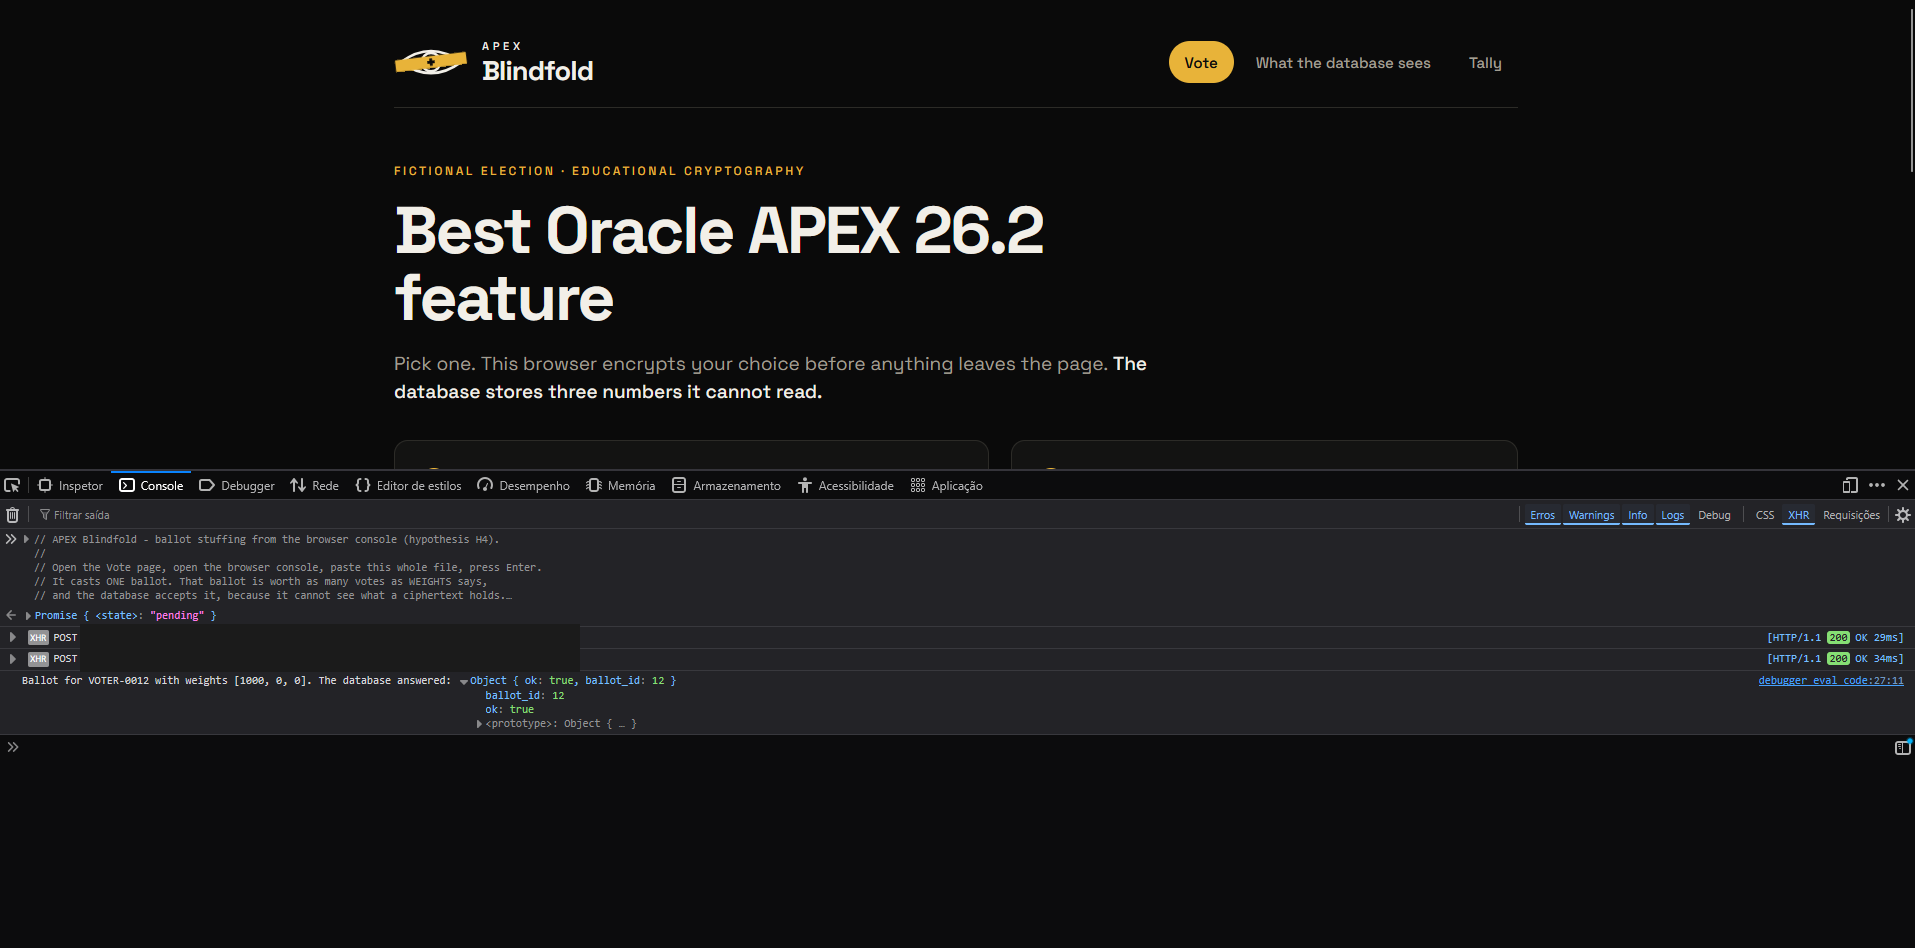 APEX
Blindfold
Vote
What the database sees
Tally
FICTIONAL ELECTION · EDUCATIONAL CRYPTOGRAPHY
Best Oracle APEX 26.2
feature
Pick one. This browser encrypts your choice before anything leaves the page. The
database stores three numbers it cannot read.
Inspetor
Console
Debugger
Rede
Editor de estilos
Desempenho
Memória
Armazenamento
Acessibilidade
Aplicação
Filtrar saída
Erros
Warnings
Info
Logs
Debug
CSS
XHR
Requisições
// APEX Blindfold - ballot stuffing from the browser console (hypothesis H4).
//
// Open the Vote page, open the browser console, paste this whole file, press Enter.
// It casts ONE ballot. That ballot is worth as many votes as WEIGHTS says,
// and the database accepts it, because it cannot see what a ciphertext holds.…
Promise { <state>: "pending" }
XHR POST
[HTTP/1.1 200 OK 29ms]
XHR POST
[HTTP/1.1 200 OK 34ms]
Ballot for VOTER-0012 with weights [1000, 0, 0]. The database answered: Object { ok: true, ballot_id: 12 }
debugger eval code:27:11
ballot_id: 12
ok: true
<prototype>: Object { … }